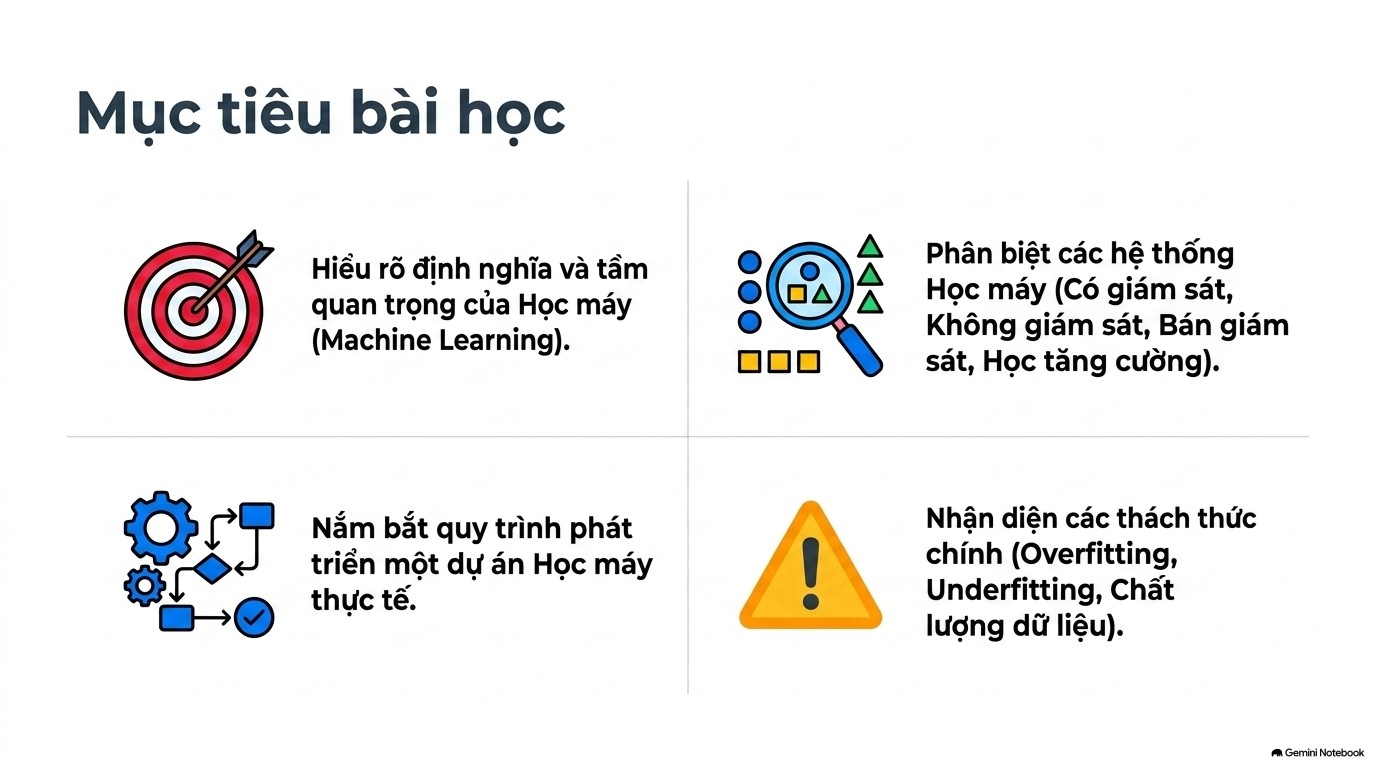 Mục tiêu bài học
Hiểu rõ định nghĩa và tầm
quan trọng của Học máy
(Machine Learning).
Phân biệt các hệ thống
Học máy (Có giám sát,
Không giám sát, Bán giám
sát, Học tăng cường).
Nắm bắt quy trình phát
triển một dự án Học máy
thực tế.
Nhận diện các thách thức
chính (Overfitting,
Underfitting, Chất
lượng dữ liệu).
Gemini Notebook